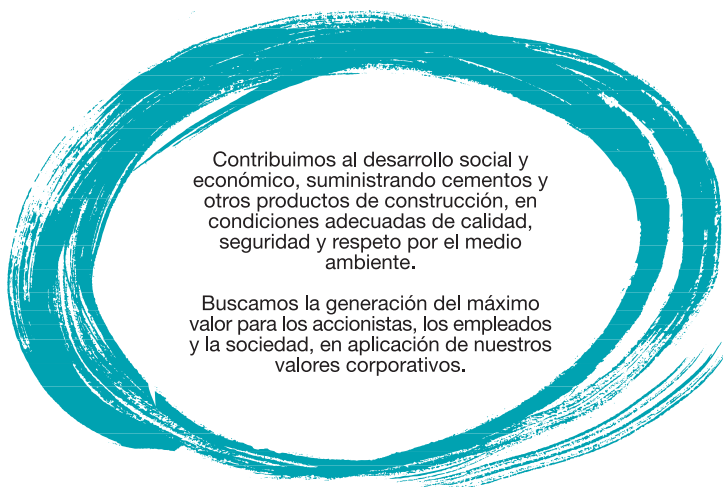 Contribuimos al desarrollo social y
económico, suministrando cementos y
otros productos de construcción, en
condiciones adecuadas de calidad,
seguridad y respeto por el medio
ambiente.
Buscamos la generación del máximo
valor para los accionistas, los empleados
y la sociedad, en aplicación de nuestros
valores corporativos.